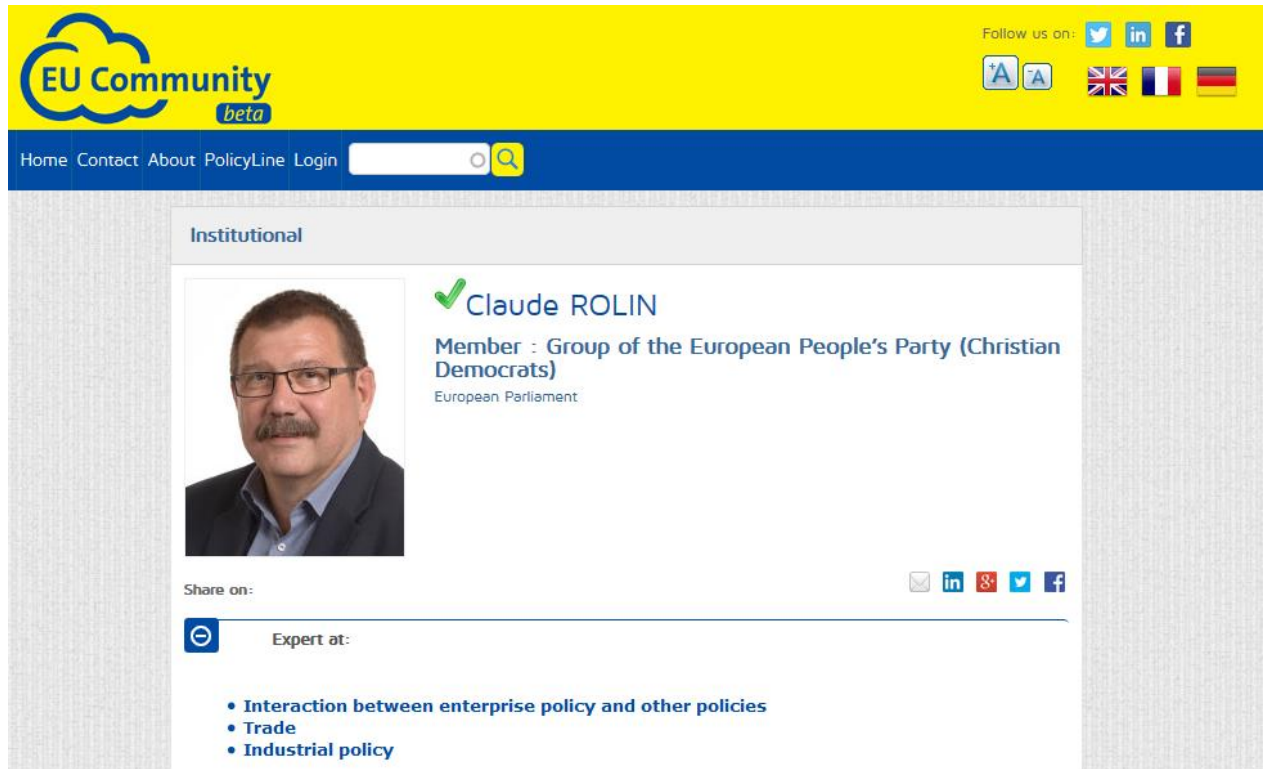 EU Community
beta
Follow us on:
+A -A
Home Contact About PolicyLine Login
Institutional
Claude ROLIN
Member : Group of the European People's Party (Christian
Democrats)
European Parliament
Share on:
Expert at:
• Interaction between enterprise policy and other policies
• Trade
• Industrial policy